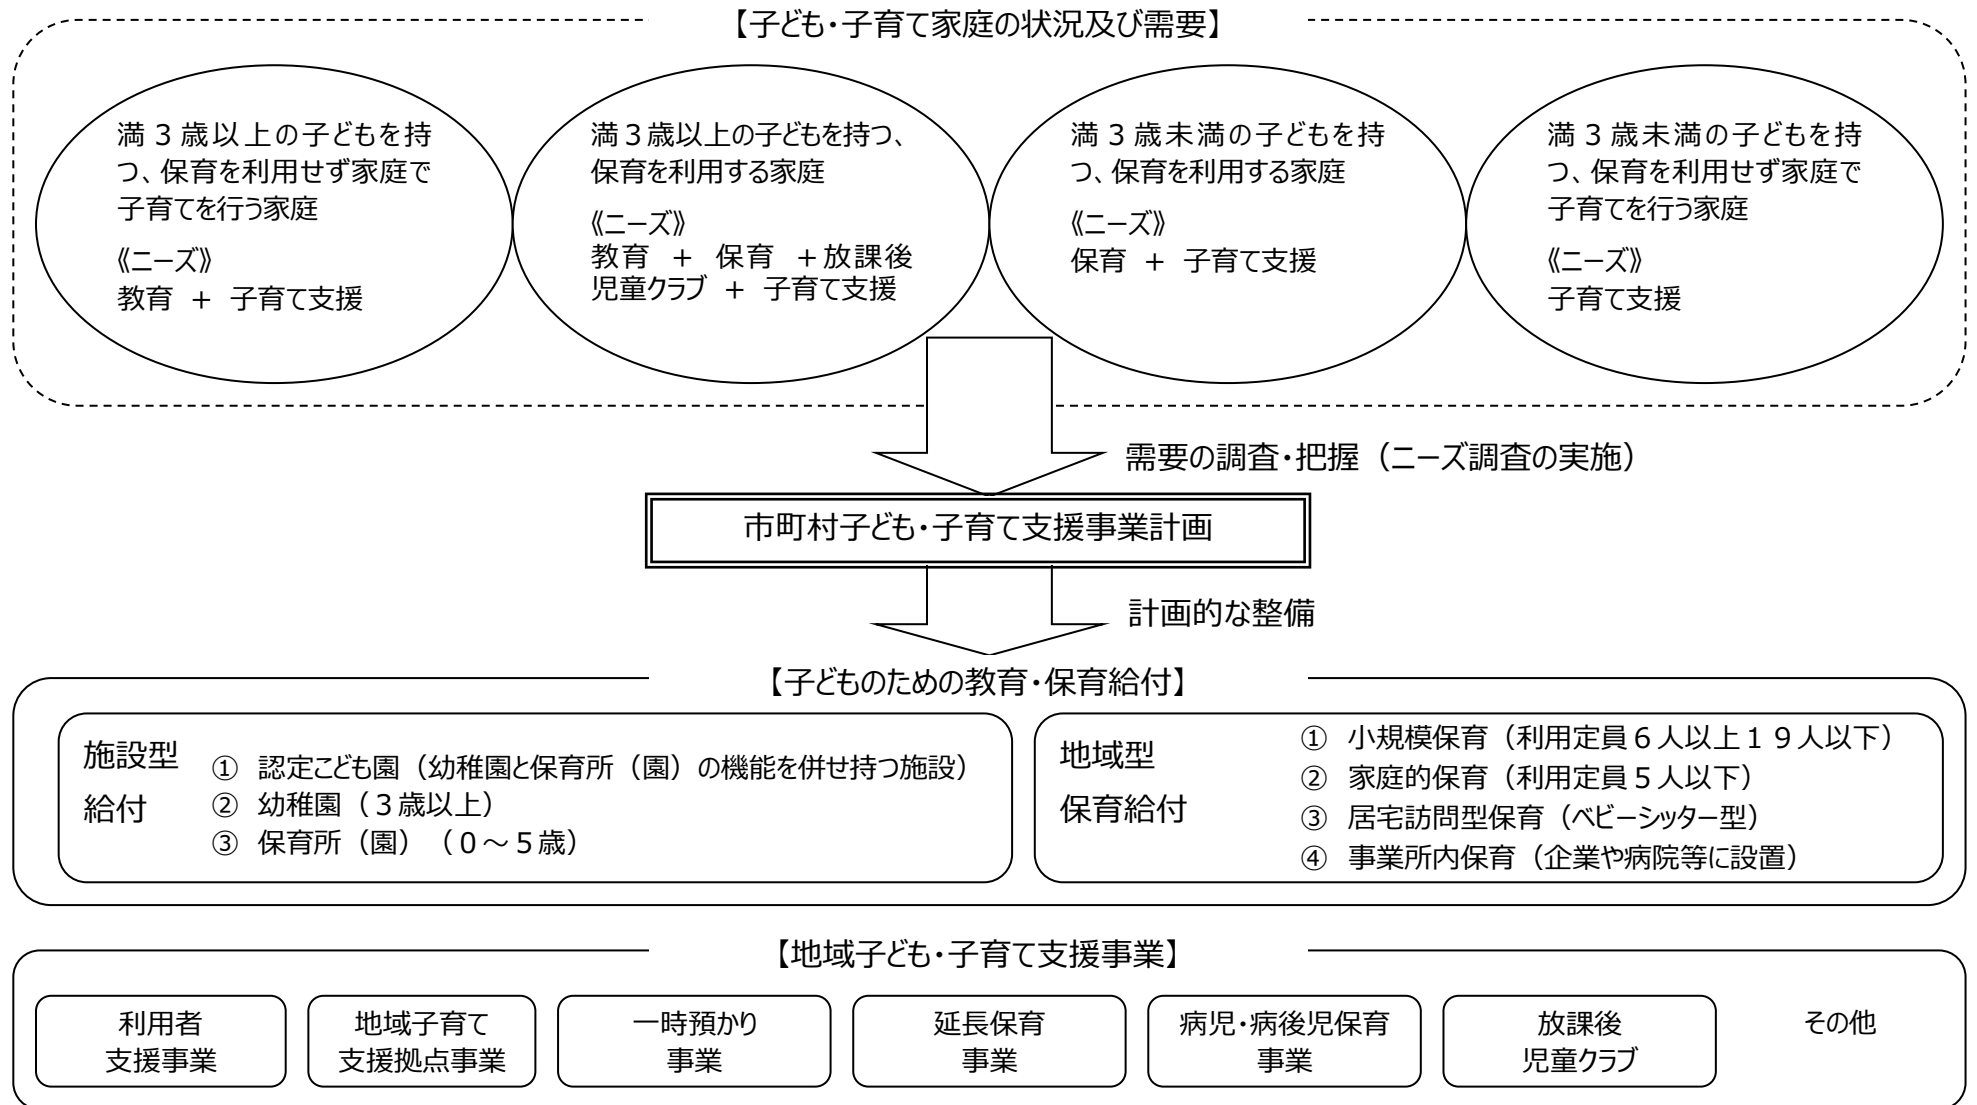 【子ども・子育て家庭の状況及び需要】
満３歳以上の子どもを持
つ、保育を利用せず家庭で
子育てを行う家庭
《ニーズ》
教育 ＋ 子育て支援
満３歳以上の子どもを持つ、
保育を利用する家庭
《ニーズ》
教育 ＋ 保育 ＋放課後
児童クラブ ＋ 子育て支援
満３歳未満の子どもを持
つ、保育を利用する家庭
《ニーズ》
保育 ＋ 子育て支援
満３歳未満の子どもを持
つ、保育を利用せず家庭で
子育てを行う家庭
《ニーズ》
子育て支援
需要の調査・把握（ニーズ調査の実施）
市町村子ども・子育て支援事業計画
計画的な整備
【子どものための教育・保育給付】
施設型
給付
① 認定こども園（幼稚園と保育所（園）の機能を併せ持つ施設）
② 幼稚園（３歳以上）
③ 保育所（園）（０～５歳）
地域型
保育給付
① 小規模保育（利用定員６人以上１９人以下）
② 家庭的保育（利用定員５人以下）
③ 居宅訪問型保育（ベビーシッター型）
④ 事業所内保育（企業や病院等に設置）
【地域子ども・子育て支援事業】
利用者
支援事業
地域子育て
支援拠点事業
一時預かり
事業
延長保育
事業
病児・病後児保育
事業
放課後
児童クラブ
その他